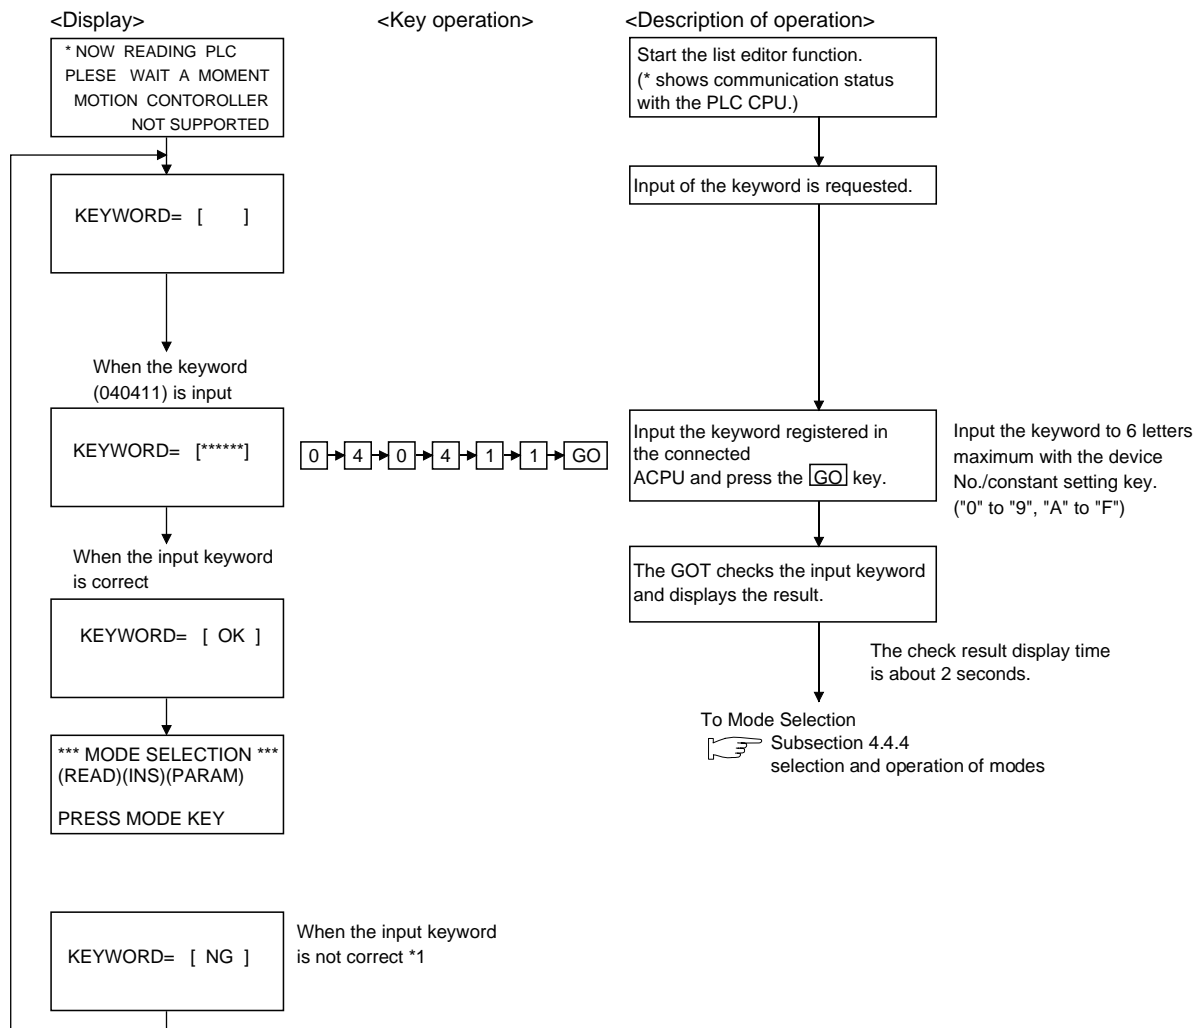 <Display>
<Key operation>
<Description of operation>
* NOW READING PLC
PLESE WAIT A MOMENT
MOTION CONTOROLLER
NOT SUPPORTED
Start the list editor function.
(* shows communication status
with the PLC CPU.)
KEYWORD= [ ]
Input of the keyword is requested.
When the keyword
(040411) is input
KEYWORD= [******]
0 4 0 4 1 1 GO
Input the keyword registered in
the connected
ACPU and press the GO key.
Input the keyword to 6 letters
maximum with the device
No./constant setting key.
("0" to "9", "A" to "F")
When the input keyword
is correct
The GOT checks the input keyword
and displays the result.
KEYWORD= [ OK ]
The check result display time
is about 2 seconds.
*** MODE SELECTION ***
(READ)(INS)(PARAM)
PRESS MODE KEY
To Mode Selection
Subsection 4.4.4
selection and operation of modes
KEYWORD= [ NG ]
When the input keyword
is not correct *1